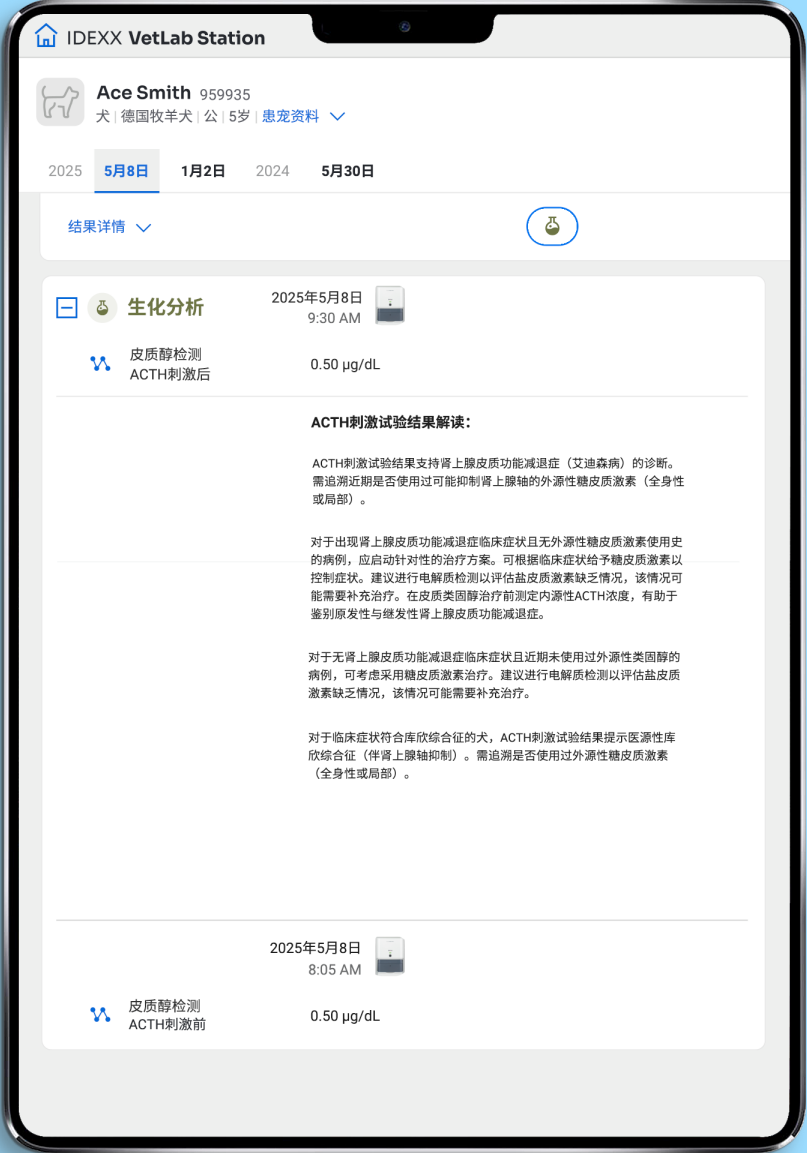 IDEXX VetLab Station
Ace Smith 959935
犬 | 德国牧羊犬 | 公 | 5岁 | 患宠资料
2025 5月8日 1月2日 2024 5月30日
结果详情
生化分析
2025年5月8日
9:30 AM
皮质醇检测
ACTH刺激后
0.50 µg/dL
ACTH刺激试验结果解读：
ACTH刺激试验结果支持肾上腺皮质功能减退症（艾迪森病）的诊断。
需追溯近期是否使用过可能抑制肾上腺轴的外源性糖皮质激素（全身性
或局部）。
对于出现肾上腺皮质功能减退症临床症状且无外源性糖皮质激素使用史
的病例，应启动针对性的治疗方案。可根据临床症状给予糖皮质激素以
控制症状。建议进行电解质检测以评估盐皮质激素缺乏情况，该情况可
能需要补充治疗。在皮质类固醇治疗前测定内源性ACTH浓度，有助于
鉴别原发性与继发性肾上腺皮质功能减退症。
对于无肾上腺皮质功能减退症临床症状且近期未使用过外源性类固醇的
病例，可考虑采用糖皮质激素治疗。建议进行电解质检测以评估盐皮质
激素缺乏情况，该情况可能需要补充治疗。
对于临床症状符合库欣综合征的犬，ACTH刺激试验结果提示医源性库
欣综合征（伴肾上腺轴抑制）。需追溯是否使用过外源性糖皮质激素
（全身性或局部）。
2025年5月8日
8:05 AM
皮质醇检测
ACTH刺激前
0.50 µg/dL